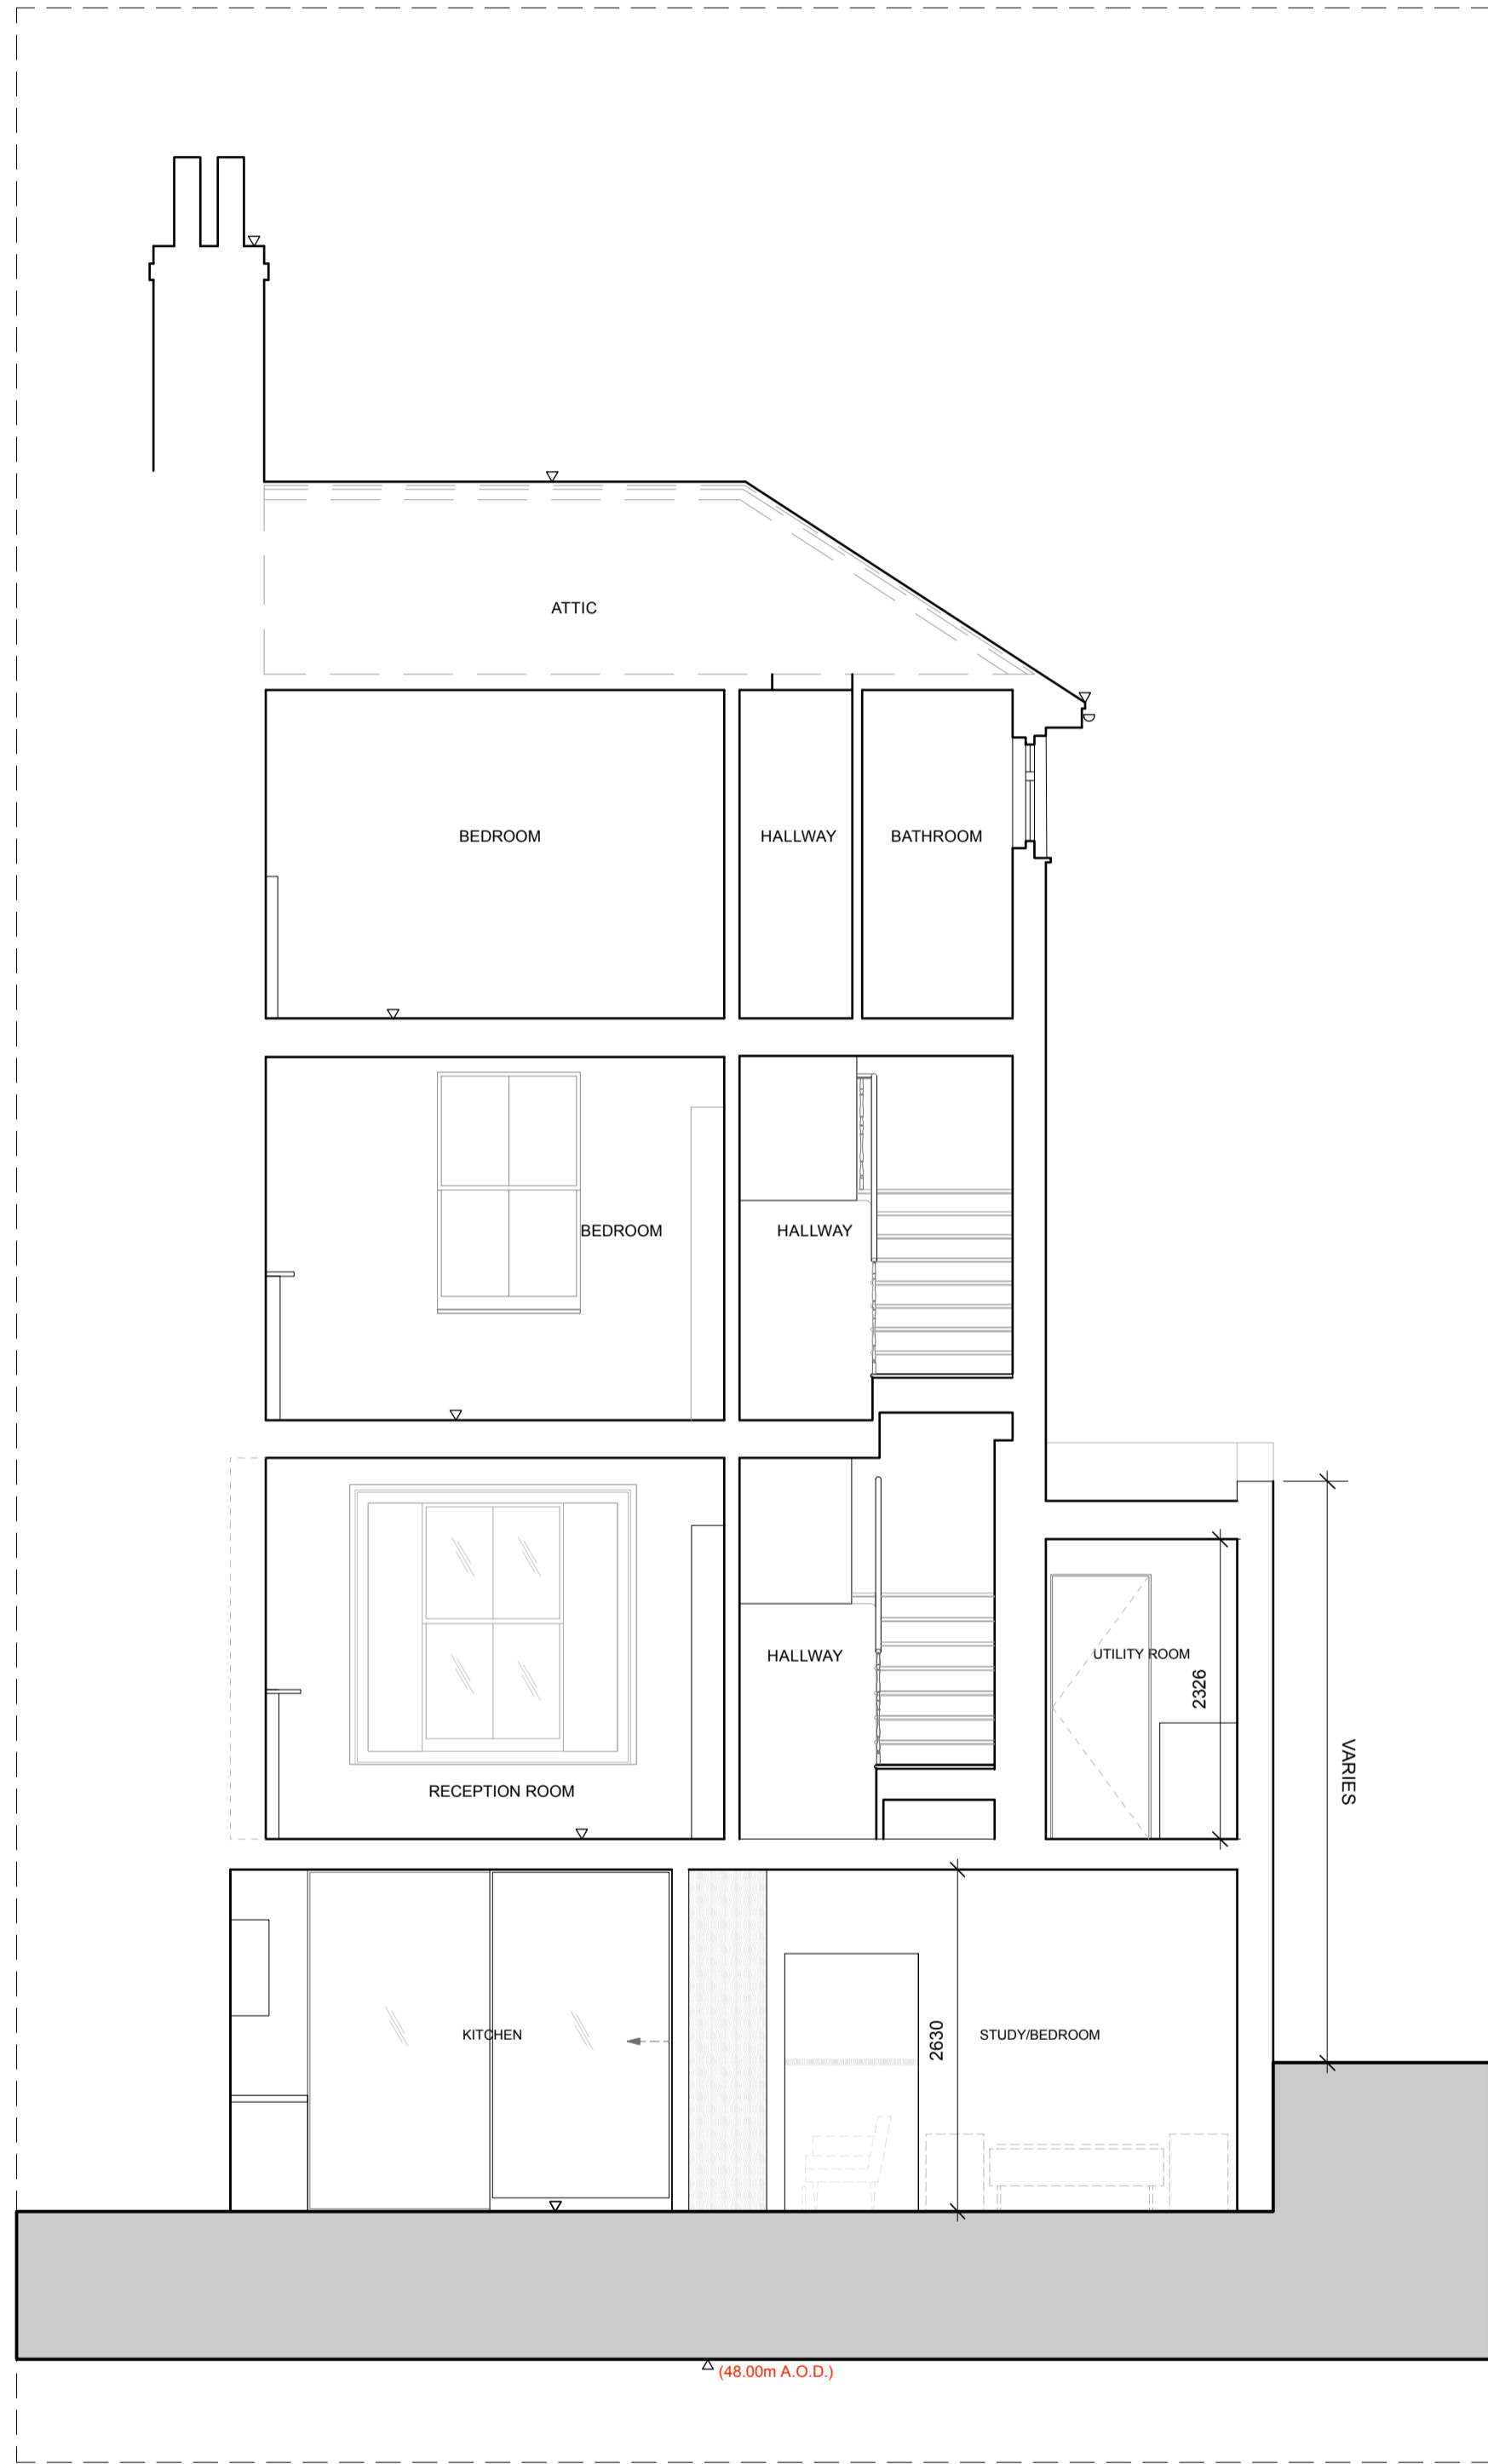 ATTIC
BEDROOM
HALLWAY
BATHROOM
BEDROOM
HALLWAY
RECEPTION ROOM
HALLWAY
UTILITY ROOM
2326
VARIES
KITCHEN
2630
STUDY/BEDROOM
(48.00m A.O.D.)